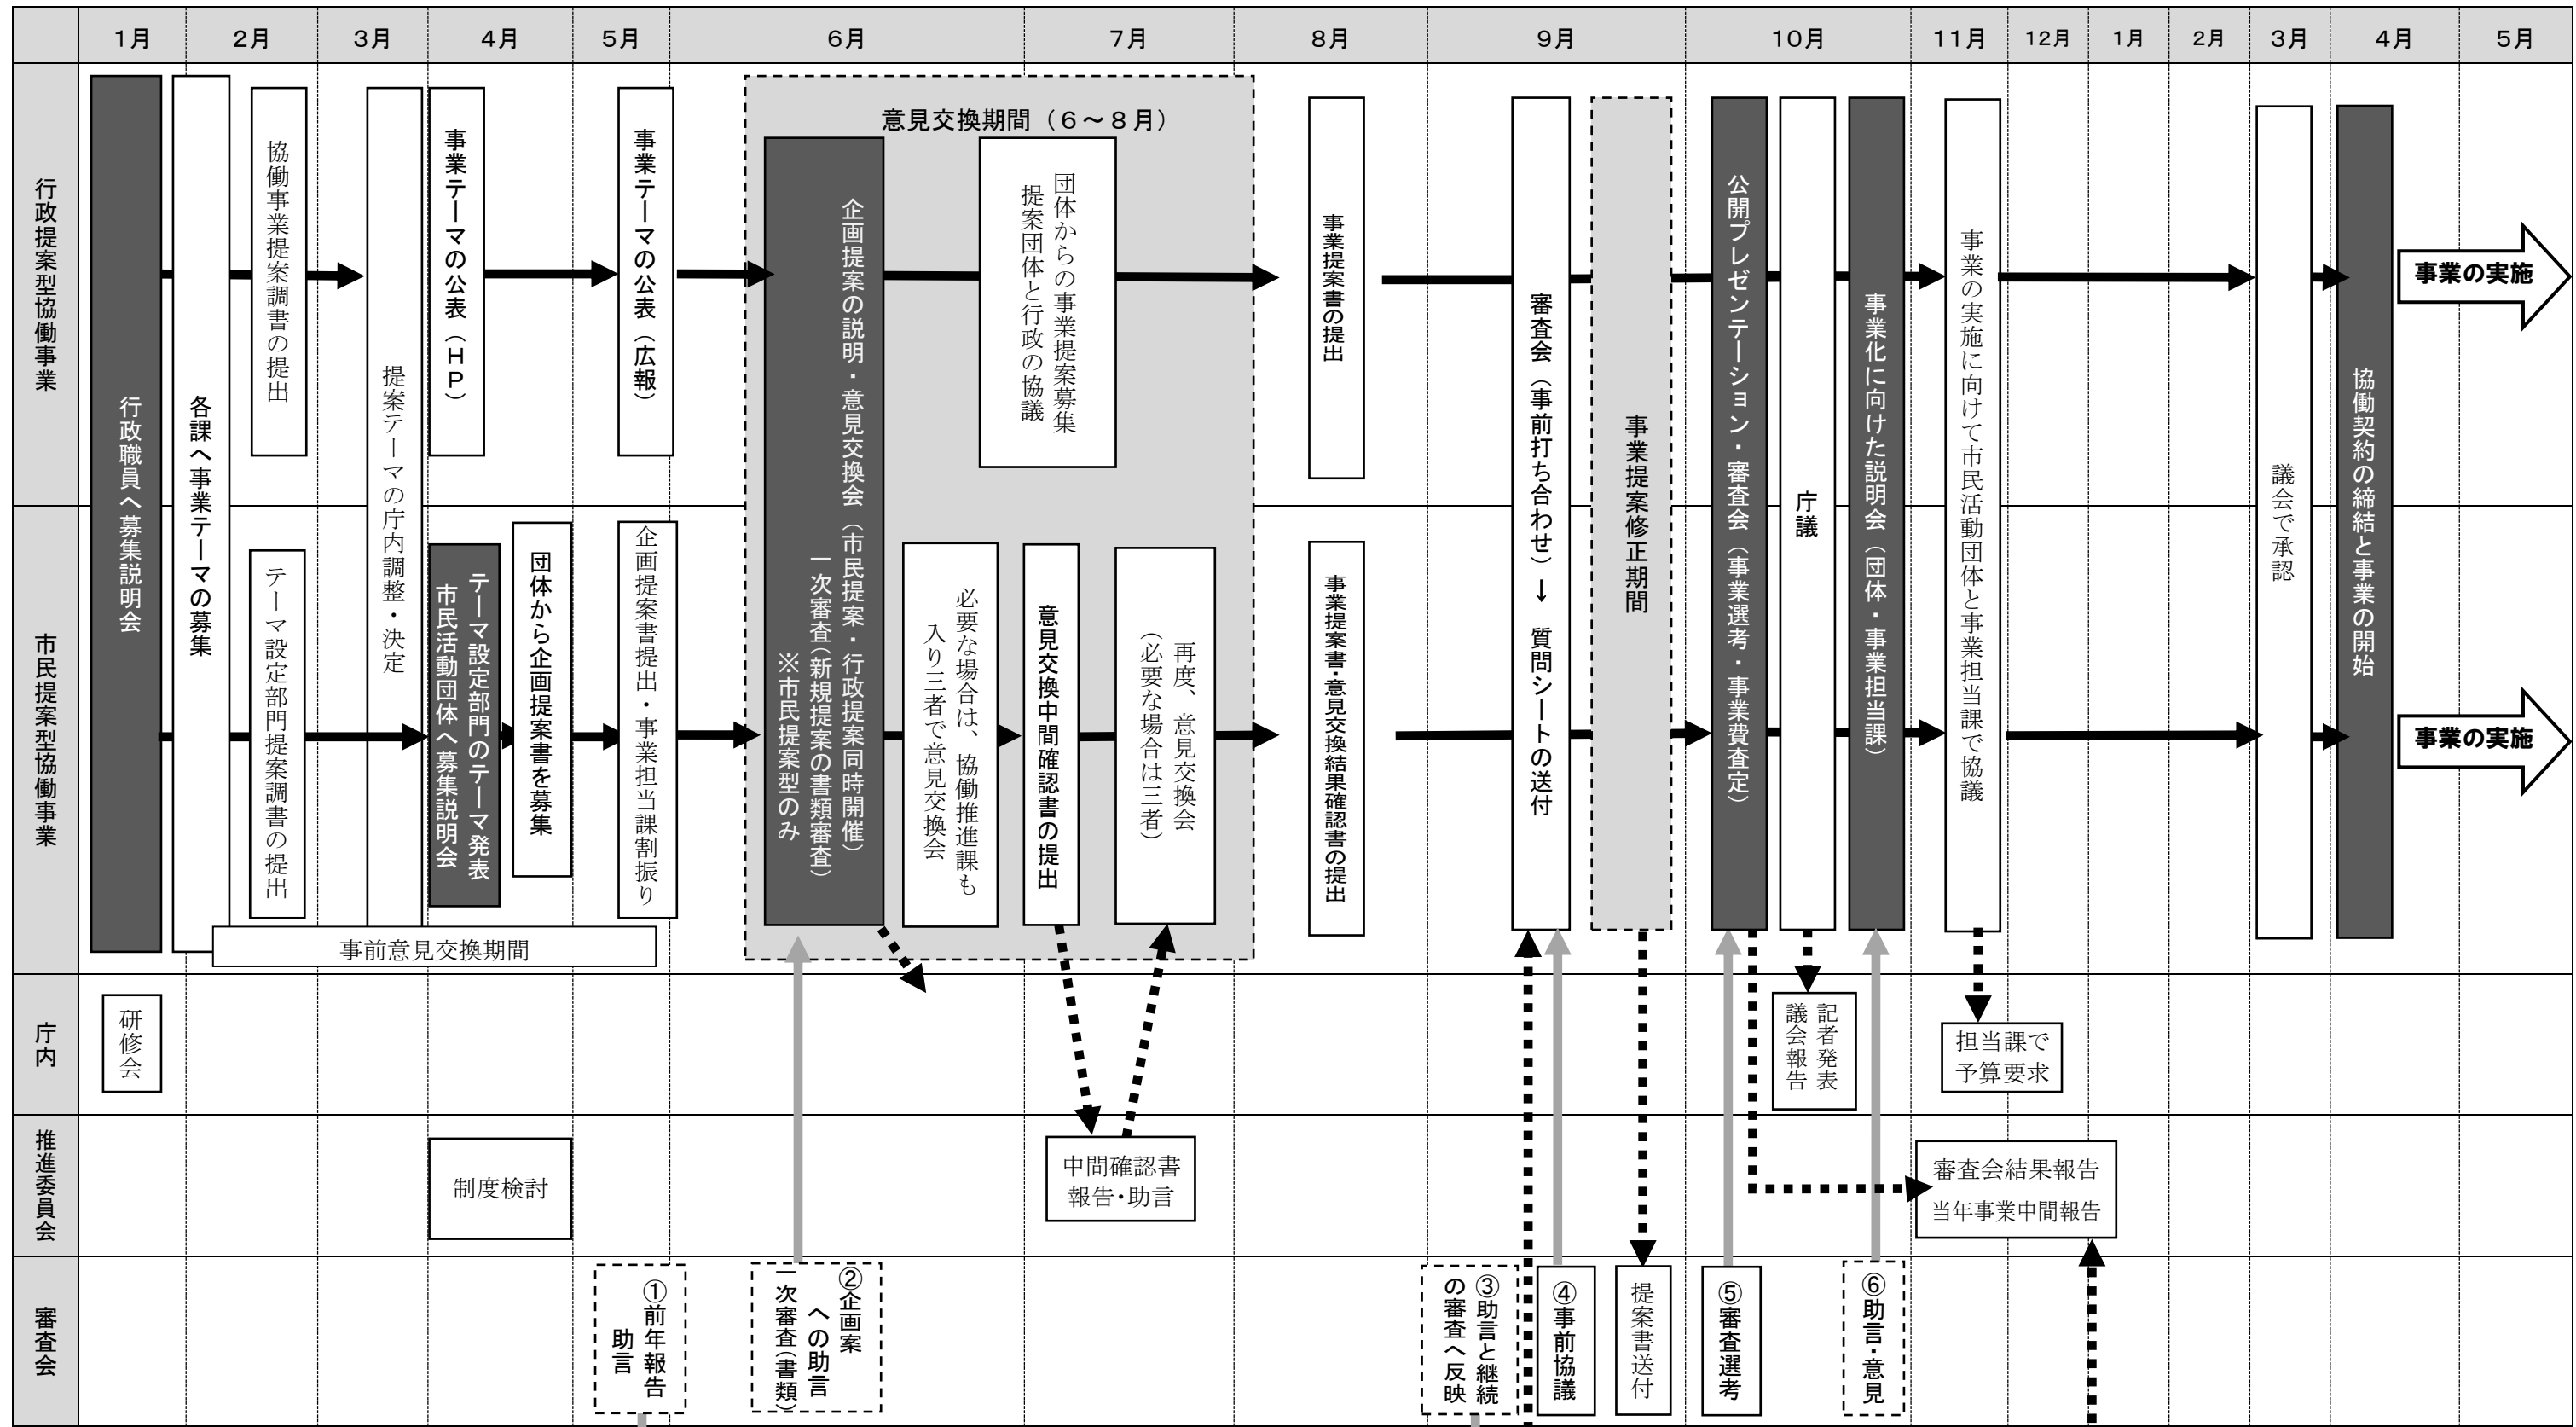 1月
2月
3月
4月
5月
6月
7月
8月
9月
10月
11月
12月
1月
2月
3月
4月
5月
行政提案型協働事業
市民提案型協働事業
庁内
推進委員会
審査会
行政職員へ募集説明会
各課へ事業テーマの募集
協働事業提案調書の提出
提案テーマの庁内調整・決定
事業テーマの公表（HP）
事業テーマの公表（広報）
意見交換期間（６～８月）
企画提案の説明・意見交換会（市民提案・行政提案同時開催）
一次審査（新規提案の書類審査）
※市民提案型のみ
団体からの事業提案募集
提案団体と行政の協議
事業提案書の提出
審査会（事前打ち合わせ）→ 質問シートの送付
事業提案修正期間
公開プレゼンテーション・審査会（事業選考・事業費査定）
庁議
事業化に向けた説明会（団体・事業担当課）
事業の実施に向けて市民活動団体と事業担当課で協議
議会で承認
協働契約の締結と事業の開始
事業の実施
テーマ設定部門提案調書の提出
テーマ設定部門のテーマ発表
市民活動団体へ募集説明会
団体から企画提案書を募集
企画提案書提出・事業担当課割振り
必要な場合は、協働推進課も
入り三者で意見交換会
意見交換中間確認書の提出
再度、意見交換会
（必要な場合は三者）
事業提案書・意見交換結果確認書の提出
事業の実施
事前意見交換期間
研修会
記者発表
議会報告
担当課で
予算要求
制度検討
中間確認書
報告・助言
審査会結果報告
当年事業中間報告
①前年報告
助言
②企画案
への助言
一次審査（書類）
③助言と継続
の審査へ反映
④事前協議
提案書送付
⑤審査選考
⑥助言・意見